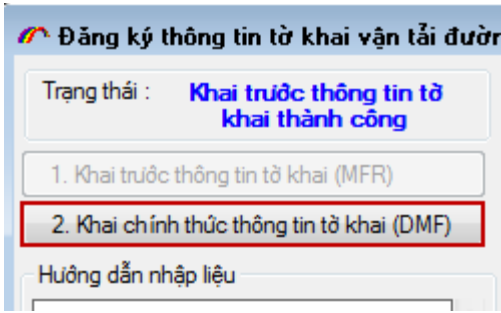 Đăng ký thông tin tờ khai vận tải
Trạng thái :
Khai trước thông tin tờ
khai thành công
1. Khai trước thông tin tờ khai (MFR)
2. Khai chính thức thông tin tờ khai (DMF)
Hướng dẫn nhập liệu